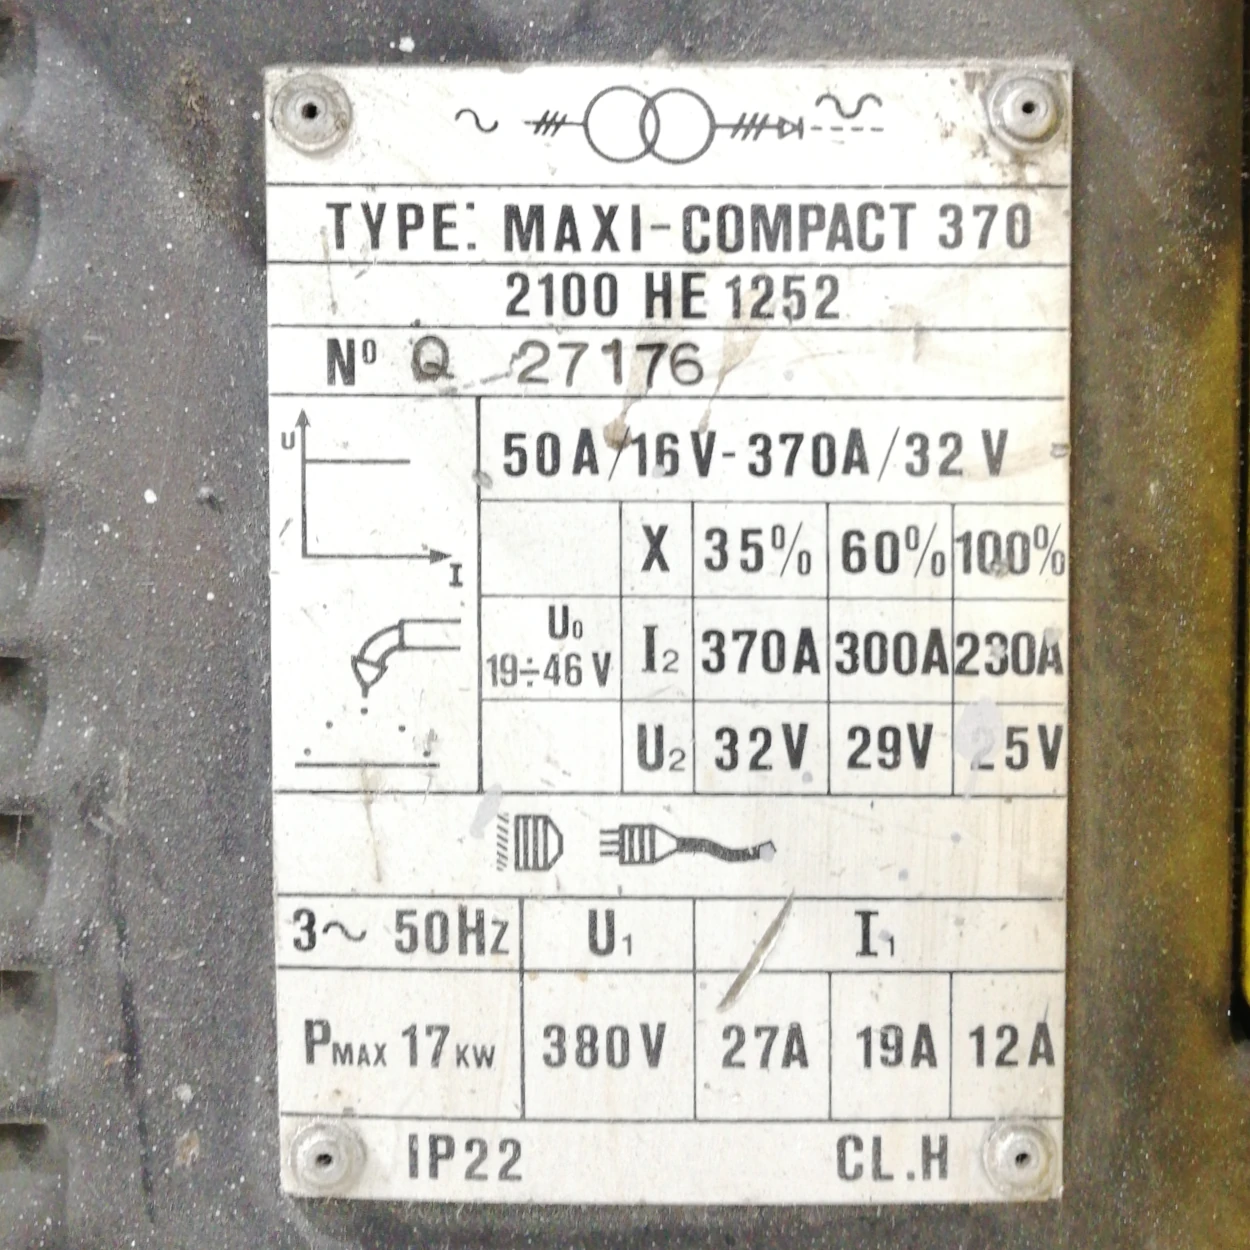 TYPE: MAXI-COMPACT 370
2100 HE 1252
Nº Q 27176
U
I
50A/16V-370A/32V
X 35% 60% 100%
U0 19÷46 V
I2 370A 300A 230A
U2 32V 29V 25V
3~ 50Hz U1 I1
PMAX 17KW 380V 27A 19A 12A
IP22 CL.H